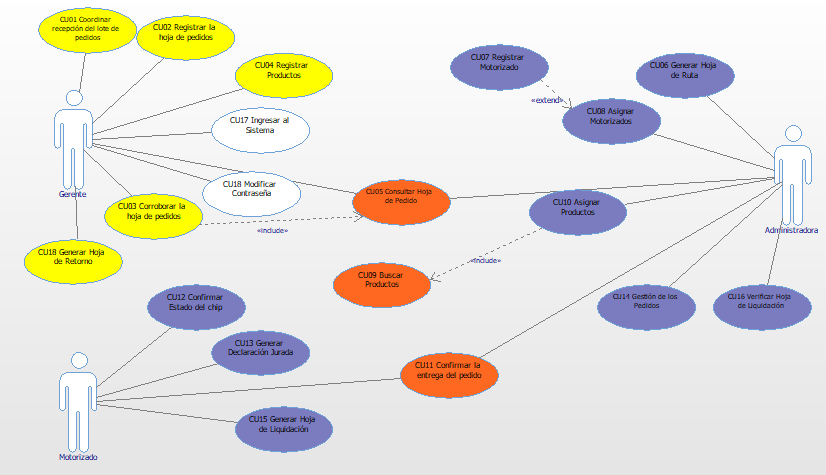 CU01 Coordinar
recepción del lote de
pedidos
CU02 Registrar la
hoja de pedidos
CU04 Registrar
Productos
CU07 Registrar
Motorizado
CU06 Generar Hoja
de Ruta
«extend»
CU08 Asignar
Motorizados
CU17 Ingresar al
Sistema
Gerente
CU18 Modificar
Contraseña
CU05 Consultar Hoja
de Pedido
CU10 Asignar
Productos
Administradora
CU03 Corroborar la
hoja de pedidos
«include»
CU18 Generar Hoja
de Retorno
«include»
CU09 Buscar
Productos
CU12 Confirmar
Estado del chip
CU14 Gestión de los
Pedidos
CU16 Verificar Hoja
de Liquidación
CU13 Generar
Declaración Jurada
CU11 Confirmar la
entrega del pedido
CU15 Generar Hoja
de Liquidación
Motorizado